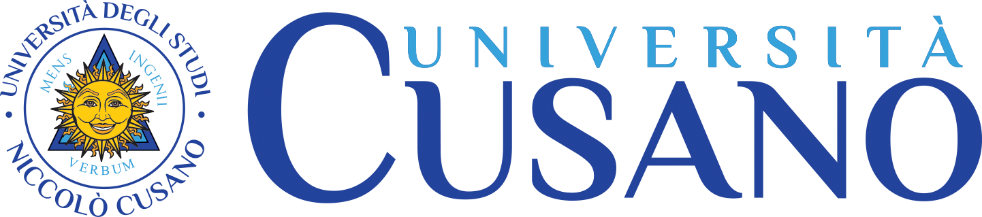 UNIVERSITÀ DEGLI STUDI
MENS INGENII
VERBUM
NICCOLÒ CUSANO
UNIVERSITÀ
CUSANO